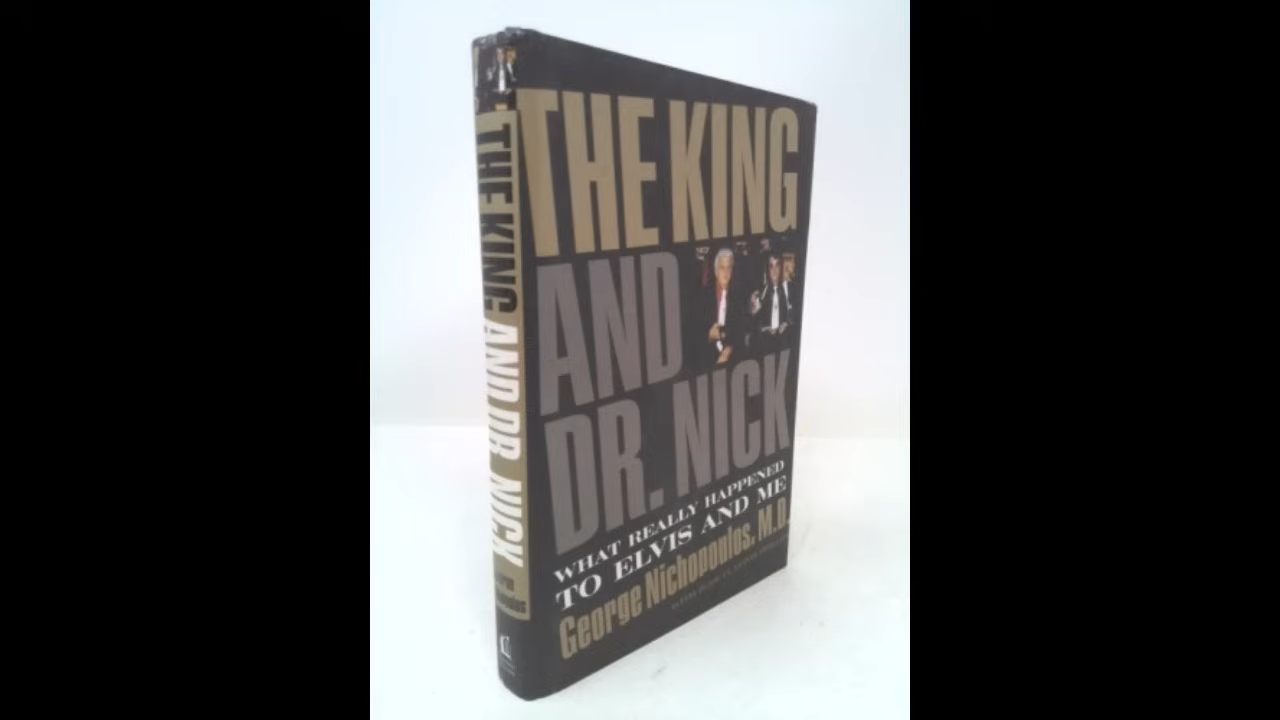 THE KING
AND
DR. NICK
WHAT REALLY HAPPENED
TO ELVIS AND ME
George Nichopoulos, M.D.
THE KING AND DR. NICK